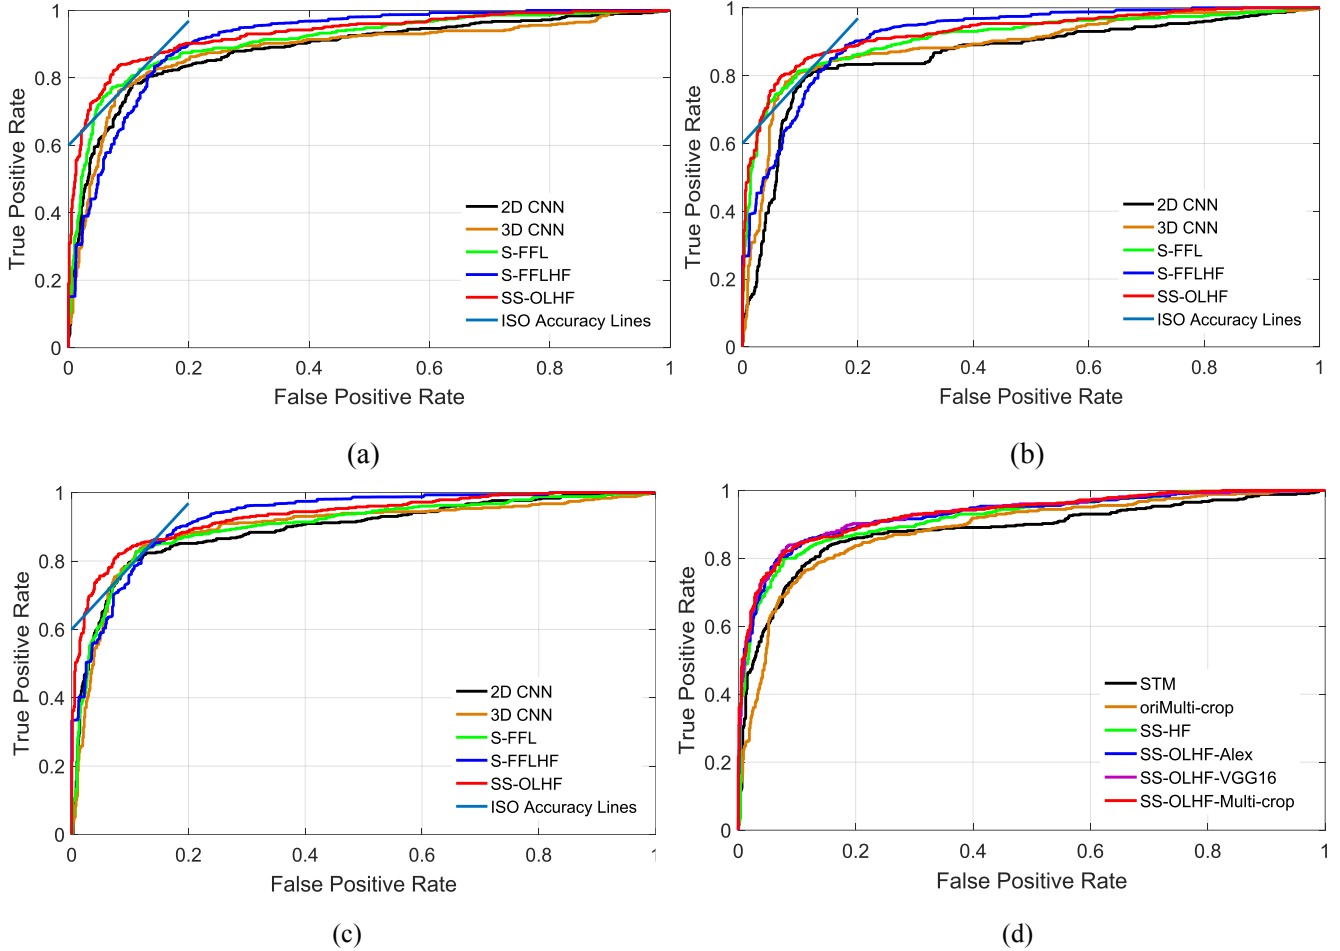 1
0.8
0.6
0.4
0.2
0
True Positive Rate
2D CNN
3D CNN
S-FFL
S-FFLHF
SS-OLHF
ISO Accuracy Lines
0 0.2 0.4 0.6 0.8 1
False Positive Rate
(a)
1
0.8
0.6
0.4
0.2
0
True Positive Rate
2D CNN
3D CNN
S-FFL
S-FFLHF
SS-OLHF
ISO Accuracy Lines
0 0.2 0.4 0.6 0.8 1
False Positive Rate
(b)
1
0.8
0.6
0.4
0.2
0
True Positive Rate
2D CNN
3D CNN
S-FFL
S-FFLHF
SS-OLHF
ISO Accuracy Lines
0 0.2 0.4 0.6 0.8 1
False Positive Rate
(c)
1
0.8
0.6
0.4
0.2
0
True Positive Rate
STM
oriMulti-crop
SS-HF
SS-OLHF-Alex
SS-OLHF-VGG16
SS-OLHF-Multi-crop
0 0.2 0.4 0.6 0.8 1
False Positive Rate
(d)